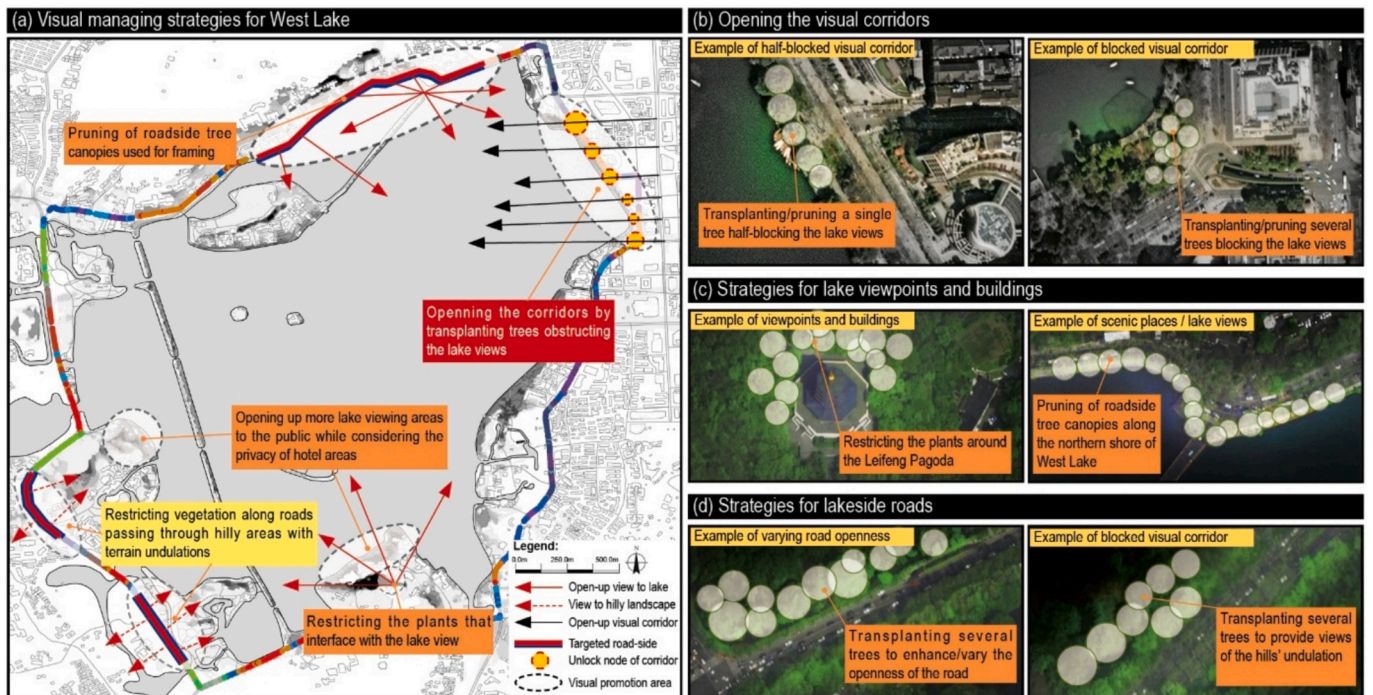 (a) Visual managing strategies for West Lake
Pruning of roadside tree
canopies used for framing
Openning the corridors by
transplanting trees obstructing
the lake views
Opening up more lake viewing areas
to the public while considering the
privacy of hotel areas
Restricting vegetation along roads
passing through hilly areas with
terrain undulations
Restricting the plants that
interface with the lake view
Legend:
0.0m 250.0m 500.0m
N
Open-up view to lake
View to hilly landscape
Open-up visual corridor
Targeted road-side
Unlock node of corridor
Visual promotion area
(b) Opening the visual corridors
Example of half-blocked visual corridor
Transplanting/pruning a single
tree half-blocking the lake views
Example of blocked visual corridor
Transplanting/pruning several
trees blocking the lake views
(c) Strategies for lake viewpoints and buildings
Example of viewpoints and buildings
Restricting the plants around
the Leifeng Pagoda
Example of scenic places / lake views
Pruning of roadside
tree canopies along
the northern shore of
West Lake
(d) Strategies for lakeside roads
Example of varying road openness
Transplanting several
trees to enhance/vary the
openness of the road
Example of blocked visual corridor
Transplanting several
trees to provide views
of the hills' undulation